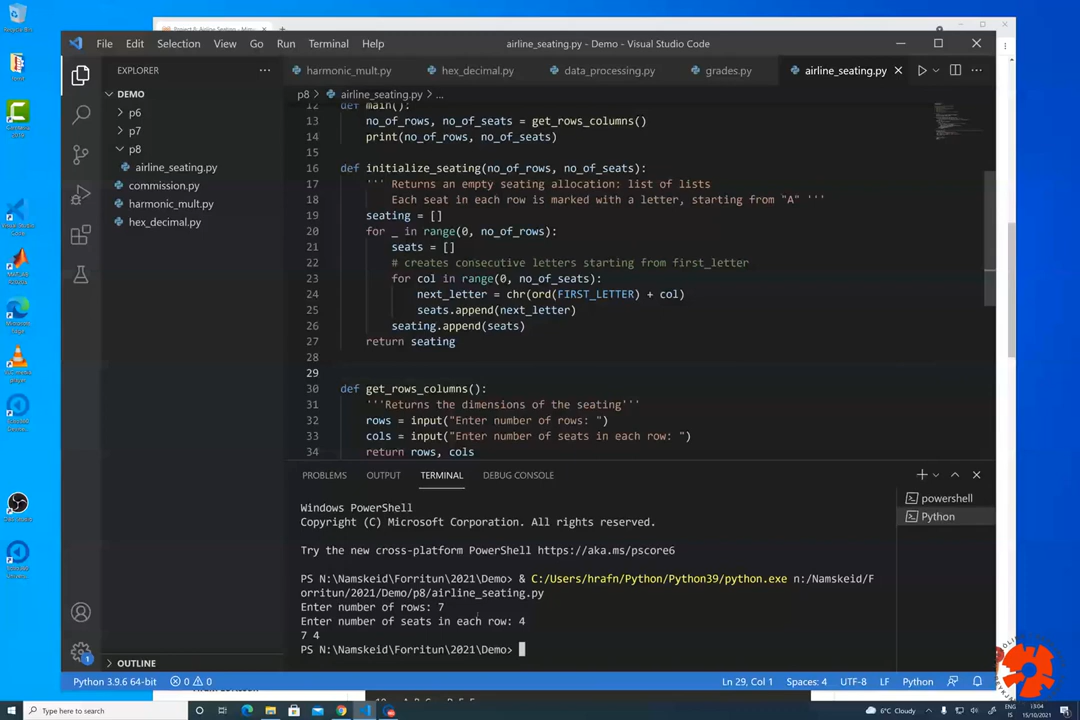 File Edit Selection View Go Run Terminal Help
airline_seating.py - Demo - Visual Studio Code
EXPLORER
harmonic_mult.py hex_decimal.py data_processing.py grades.py airline_seating.py
DEMO
p8 > airline_seating.py > ...
p6
p7
p8
airline_seating.py
commission.py
harmonic_mult.py
hex_decimal.py
12 def main():
13 no_of_rows, no_of_seats = get_rows_columns()
14 print(no_of_rows, no_of_seats)
15
16 def initialize_seating(no_of_rows, no_of_seats):
17 ''' Returns an empty seating allocation: list of lists
18 Each seat in each row is marked with a letter, starting from "A" '''
19 seating = []
20 for _ in range(0, no_of_rows):
21 seats = []
22 # creates consecutive letters starting from first_letter
23 for col in range(0, no_of_seats):
24 next_letter = chr(ord(FIRST_LETTER) + col)
25 seats.append(next_letter)
26 seating.append(seats)
27 return seating
28
29
30 def get_rows_columns():
31 '''Returns the dimensions of the seating'''
32 rows = input("Enter number of rows: ")
33 cols = input("Enter number of seats in each row: ")
34 return rows, cols
PROBLEMS OUTPUT TERMINAL DEBUG CONSOLE
powershell
Python
Windows PowerShell
Copyright (C) Microsoft Corporation. All rights reserved.
Try the new cross-platform PowerShell https://aka.ms/pscore6
PS N:\Namskeid\Forritun\2021\Demo> & C:/Users/hrafn/Python/Python39/python.exe n:/Namskeid/F
orritun/2021/Demo/p8/airline_seating.py
Enter number of rows: 7
Enter number of seats in each row: 4
7 4
PS N:\Namskeid\Forritun\2021\Demo>
OUTLINE
Python 3.9.6 64-bit 0 0 Ln 29, Col 1 Spaces: 4 UTF-8 LF Python
Type here to search
6°C Cloudy
ENG
IS
13:04
15/10/2021